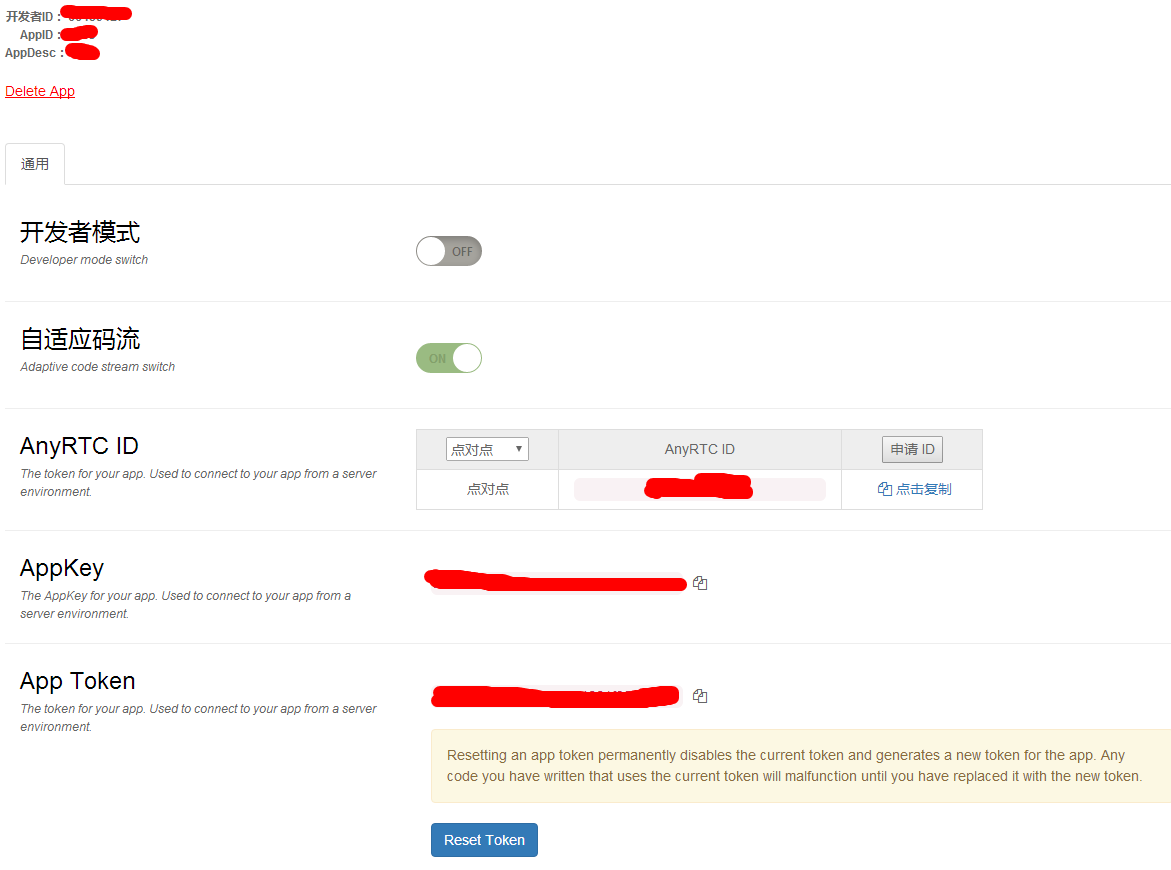 开发者ID :
AppID :
AppDesc :
Delete App
通用
开发者模式
Developer mode switch
OFF
自适应码流
Adaptive code stream switch
ON
AnyRTC ID
The token for your app. Used to connect to your app from a server
environment.
点对点 AnyRTC ID 申请 ID
点对点 点击复制
AppKey
The AppKey for your app. Used to connect to your app from a
server environment.
App Token
The token for your app. Used to connect to your app from a server
environment.
Resetting an app token permanently disables the current token and generates a new token for the app. Any
code you have written that uses the current token will malfunction until you have replaced it with the new token.
Reset Token